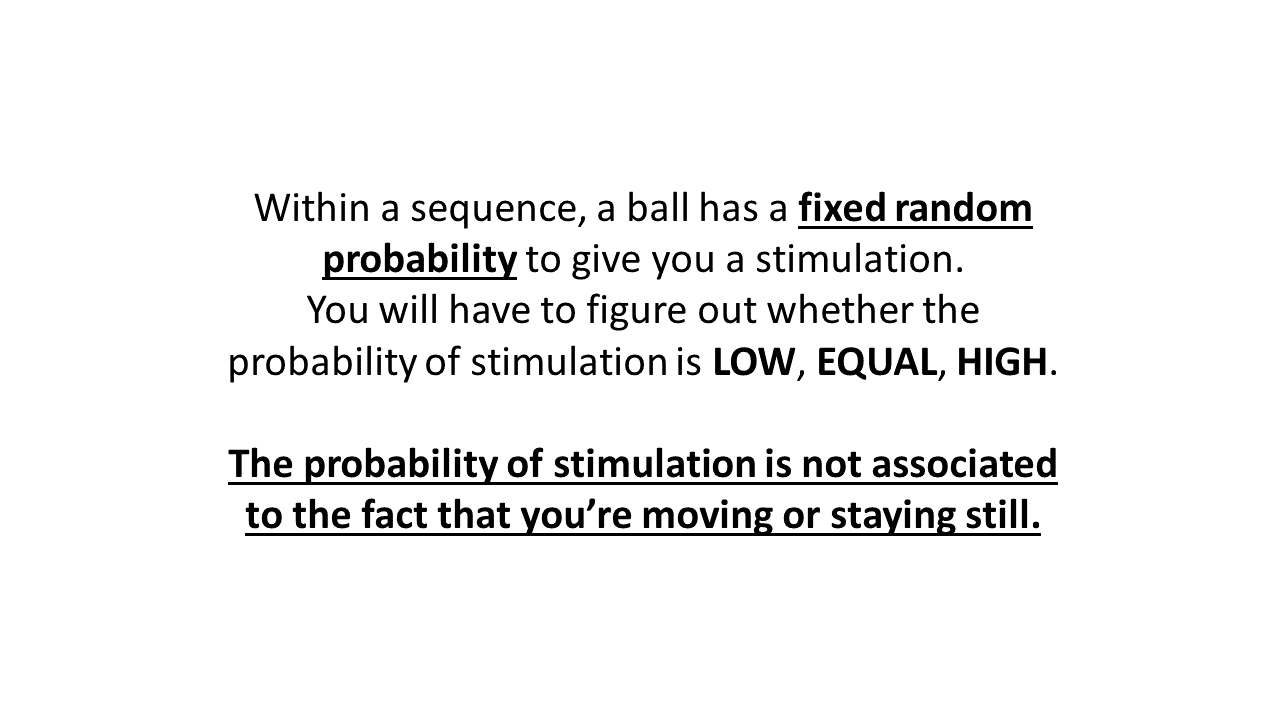 Within a sequence, a ball has a fixed random
probability to give you a stimulation.
You will have to figure out whether the
probability of stimulation is LOW, EQUAL, HIGH.
The probability of stimulation is not associated
to the fact that you’re moving or staying still.